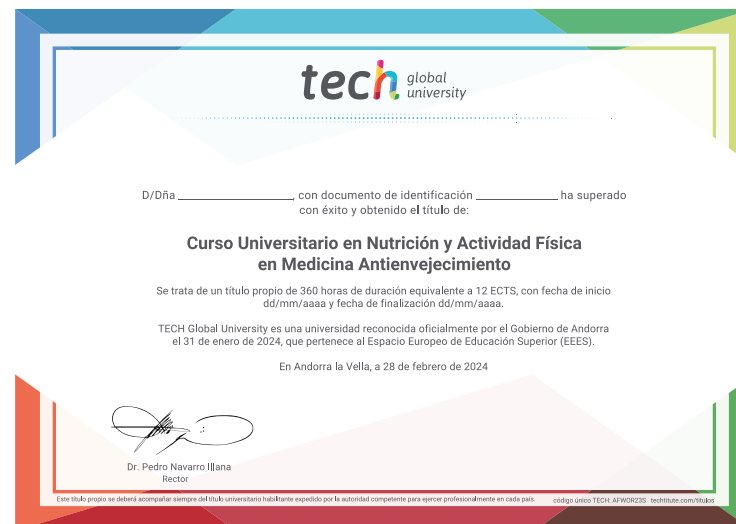 tech global
university
D/Dña ____________________, con documento de identificación ______________ ha superado
con éxito y obtenido el título de:
Curso Universitario en Nutrición y Actividad Física
en Medicina Antienvejecimiento
Se trata de un título propio de 360 horas de duración equivalente a 12 ECTS, con fecha de inicio
dd/mm/aaaa y fecha de finalización dd/mm/aaaa.
TECH Global University es una universidad reconocida oficialmente por el Gobierno de Andorra
el 31 de enero de 2024, que pertenece al Espacio Europeo de Educación Superior (EEES).
En Andorra la Vella, a 28 de febrero de 2024
Dr. Pedro Navarro Illana
Rector
Este título propio se deberá acompañar siempre del título universitario habilitante expedido por la autoridad competente para ejercer profesionalmente en cada país. código único TECH: AFWOR23S techtitute.com/titulos